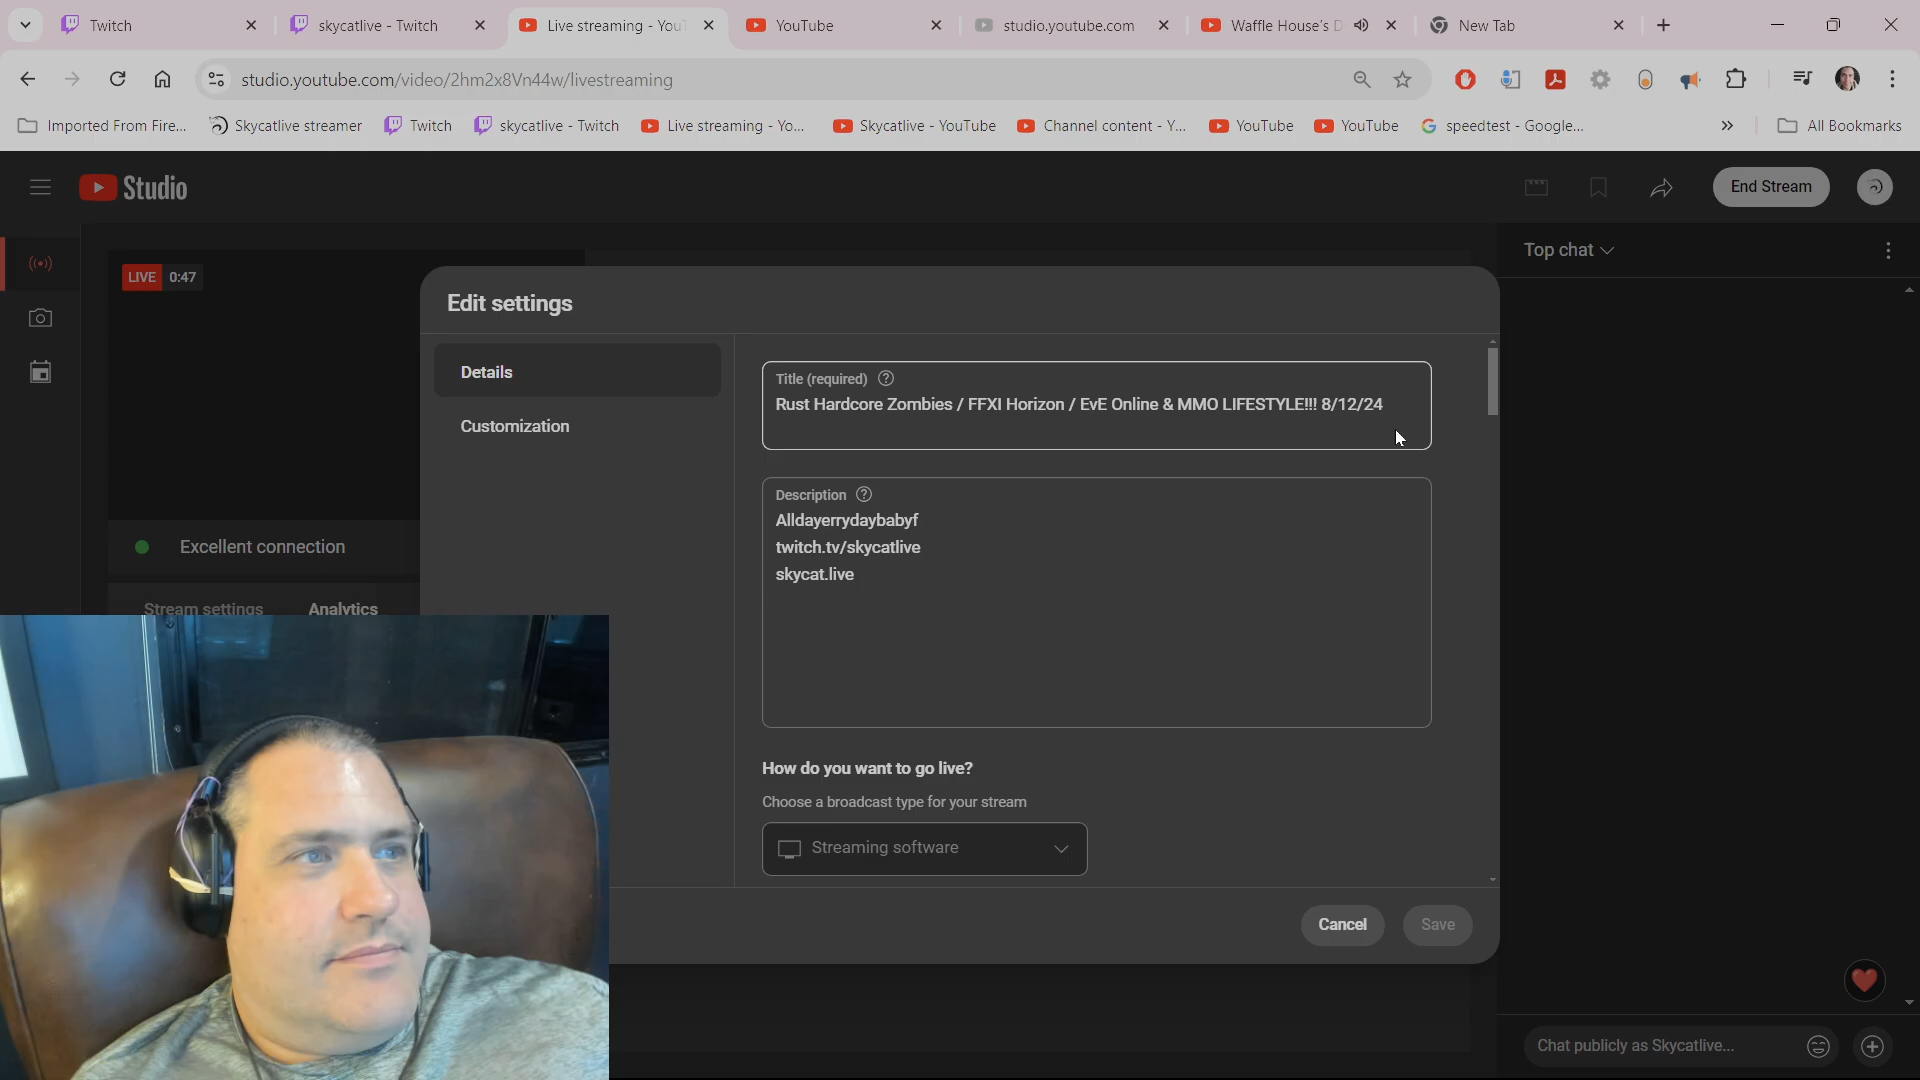 Twitch
skycatlive - Twitch
Live streaming - You
YouTube
studio.youtube.com
Waffle House's D
New Tab
studio.youtube.com/video/2hm2x8Vn44w/livestreaming
Imported From Fire...
Skycatlive streamer
Twitch
skycatlive - Twitch
Live streaming - Yo...
Skycatlive - YouTube
Channel content - Y...
YouTube
YouTube
speedtest - Google...
All Bookmarks
Studio
End Stream
LIVE 0:47
Top chat
Edit settings
Details
Customization
Title (required)
Rust Hardcore Zombies / FFXI Horizon / EvE Online & MMO LIFESTYLE!!! 8/12/24
Description
Alldayerrydaybabyf
twitch.tv/skycatlive
skycat.live
Excellent connection
Stream settings
Analytics
How do you want to go live?
Choose a broadcast type for your stream
Streaming software
Cancel
Save
Chat publicly as Skycatlive...